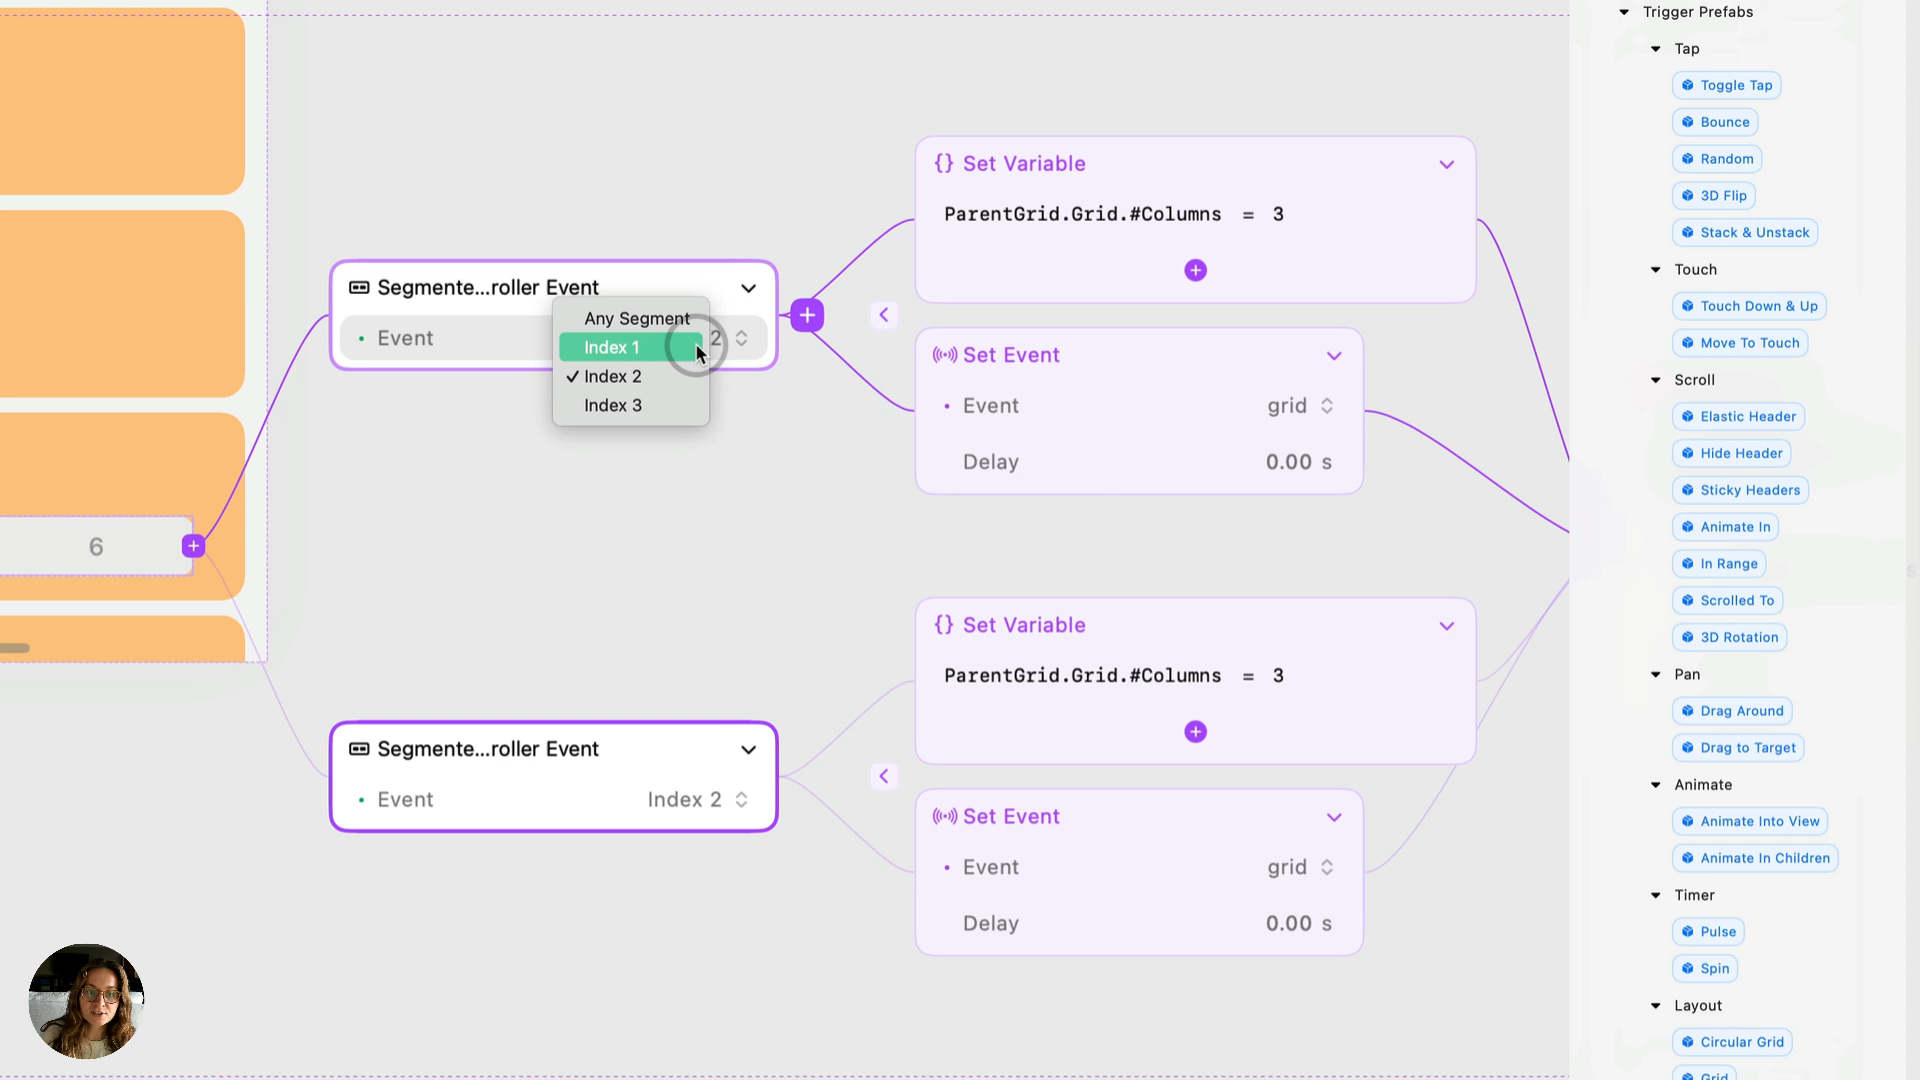 Trigger Prefabs
Tap
Toggle Tap
Bounce
Random
3D Flip
Stack & Unstack
Touch
Touch Down & Up
Move To Touch
Scroll
Elastic Header
Hide Header
Sticky Headers
Animate In
In Range
Scrolled To
3D Rotation
Pan
Drag Around
Drag to Target
Animate
Animate Into View
Animate In Children
Timer
Pulse
Spin
Layout
Circular Grid
Grid
{} Set Variable
ParentGrid.Grid.#Columns = 3
Segmente...roller Event
Event 2
Any Segment
Index 1
✓ Index 2
Index 3
Set Event
Event grid
Delay 0.00 s
6
{} Set Variable
ParentGrid.Grid.#Columns = 3
Segmente...roller Event
Event Index 2
Set Event
Event grid
Delay 0.00 s